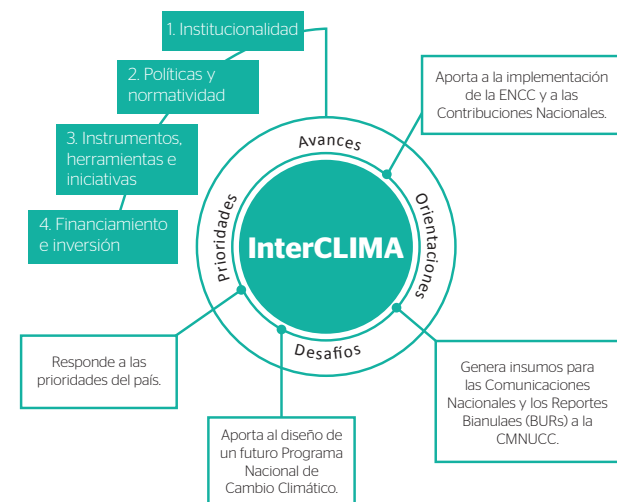 1. Institucionalidad
2. Políticas y
normatividad
3. Instrumentos,
herramientas e
iniciativas
4. Financiamiento
e inversión
Aporta a la implementación
de la ENCC y a las
Contribuciones Nacionales.
Avances
Orientaciones
Desafíos
Prioridades
InterCLIMA
Responde a las
prioridades del país.
Aporta al diseño de
un futuro Programa
Nacional de
Cambio Climático.
Genera insumos para
las Comunicaciones
Nacionales y los Reportes
Bianulaes (BURs) a la
CMNUCC.